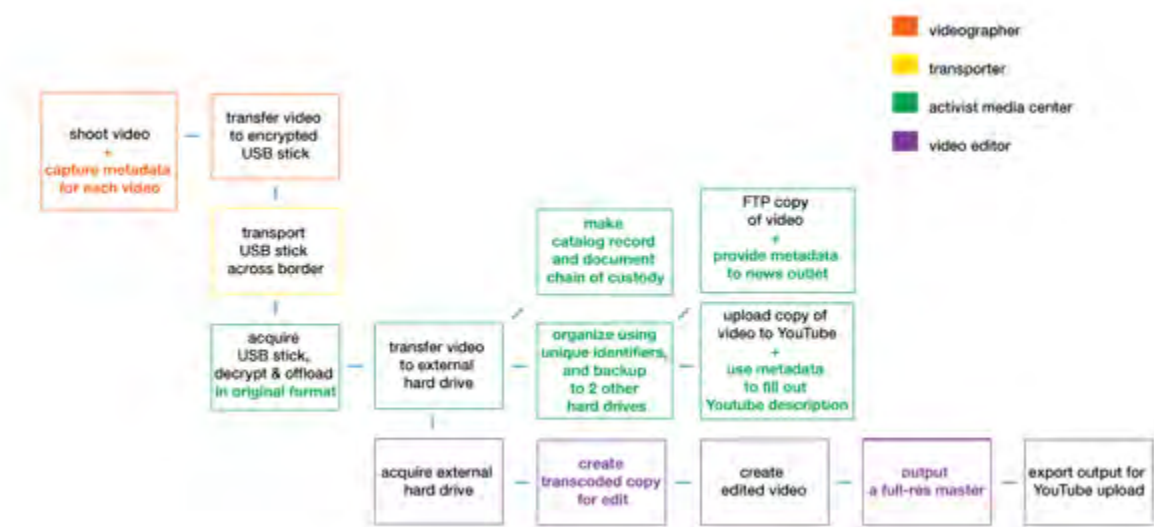 videographer
transporter
activist media center
video editor
shoot video
+
capture metadata
for each video
transfer video
to encrypted
USB stick
transport
USB stick
across border
acquire
USB stick,
decrypt & offload
in original format
transfer video
to external
hard drive
make
catalog record
and document
chain of custody
organize using
unique identifiers,
and backup
to 2 other
hard drives
FTP copy
of video
+
provide metadata
to news outlet
upload copy of
video to YouTube
+
use metadata
to fill out
Youtube description
acquire external
hard drive
create
transcoded copy
for edit
create
edited video
output
a full-res master
export output for
YouTube upload